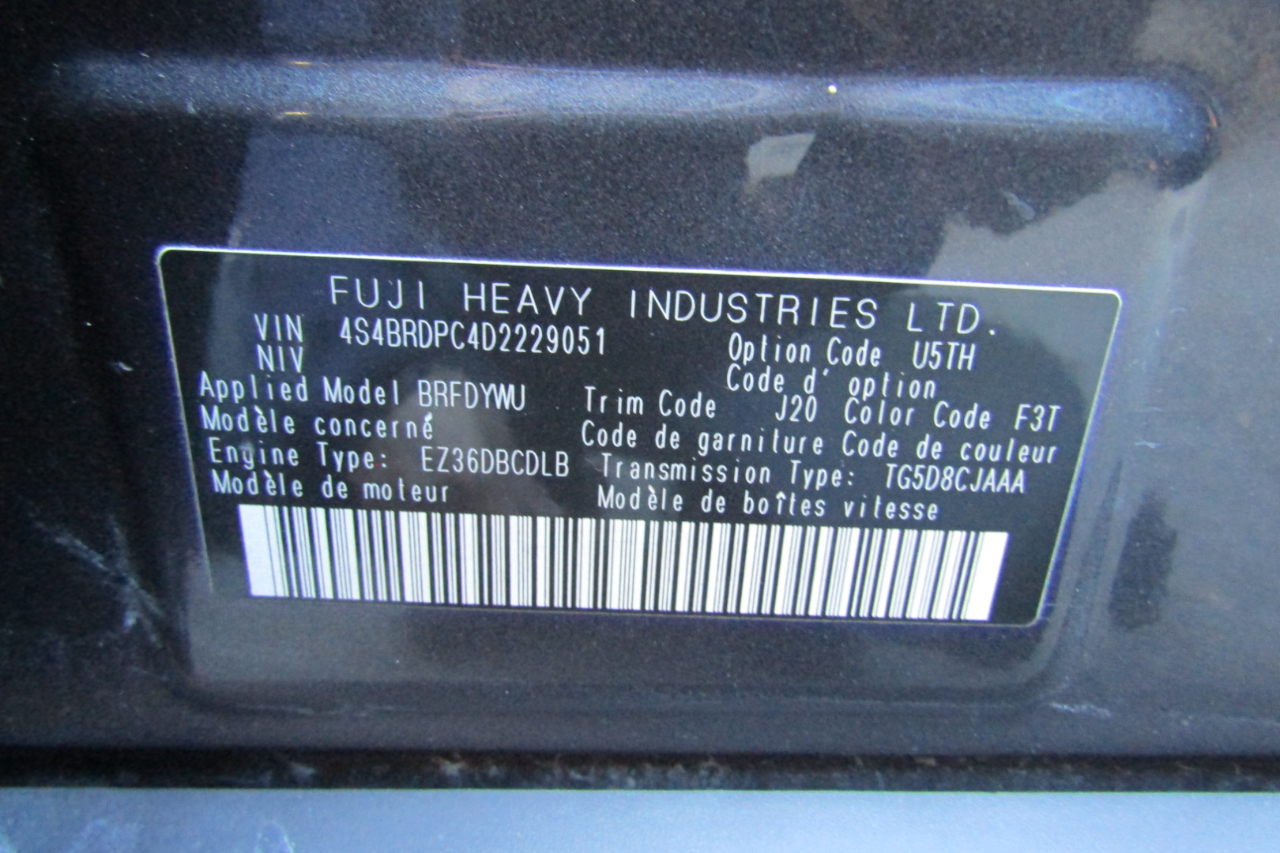 FUJI HEAVY INDUSTRIES LTD.
VIN 4S4BRDPC4D2229051 Option Code U5TH
NIV Code d' option
Applied Model BRFDYWU Trim Code J20 Color Code F3T
Modèle concerné Code de garniture Code de couleur
Engine Type: EZ36DBCDLB Transmission Type: TG5D8CJAAA
Modèle de moteur Modèle de boîtes vitesse